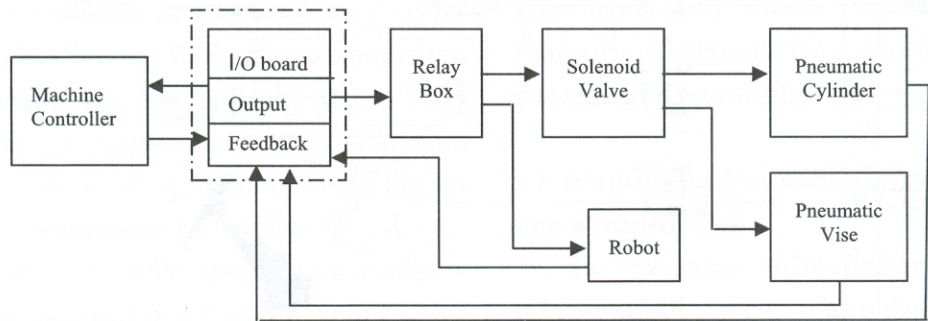 Machine
Controller
I/O board
Output
Feedback
Relay
Box
Solenoid
Valve
Pneumatic
Cylinder
Robot
Pneumatic
Vise